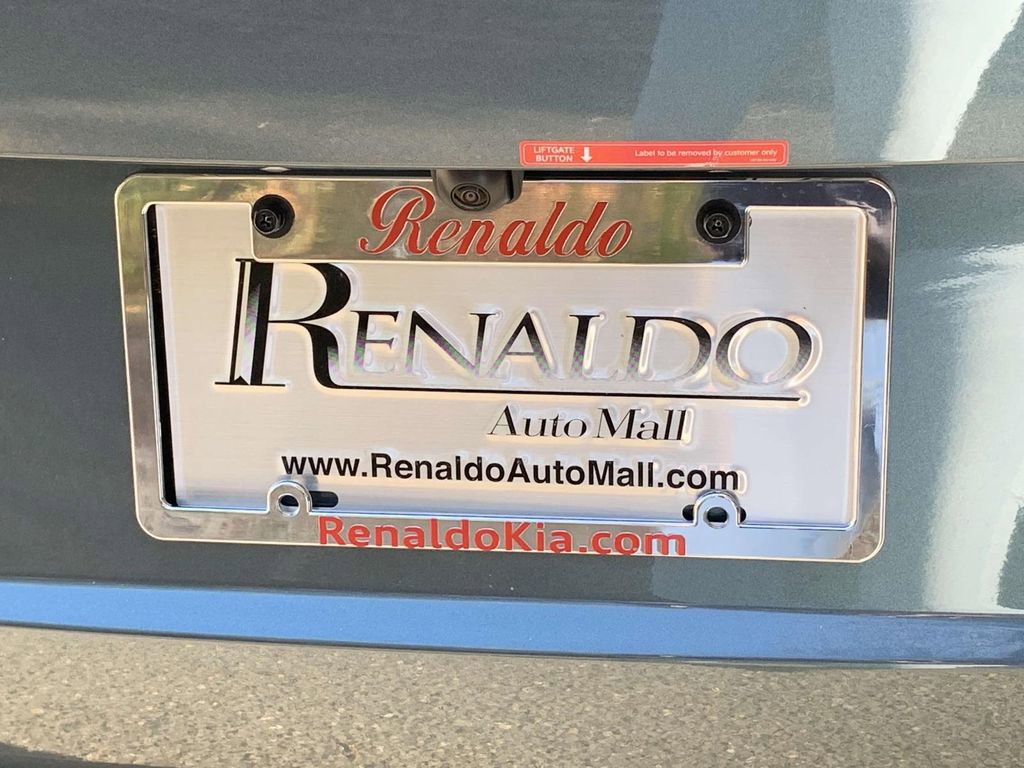 LIFTGATE
BUTTON
Label to be removed by customer only
Renaldo
RENALDO
Auto Mall
www.RenaldoAutoMall.com
RenaldoKia.com